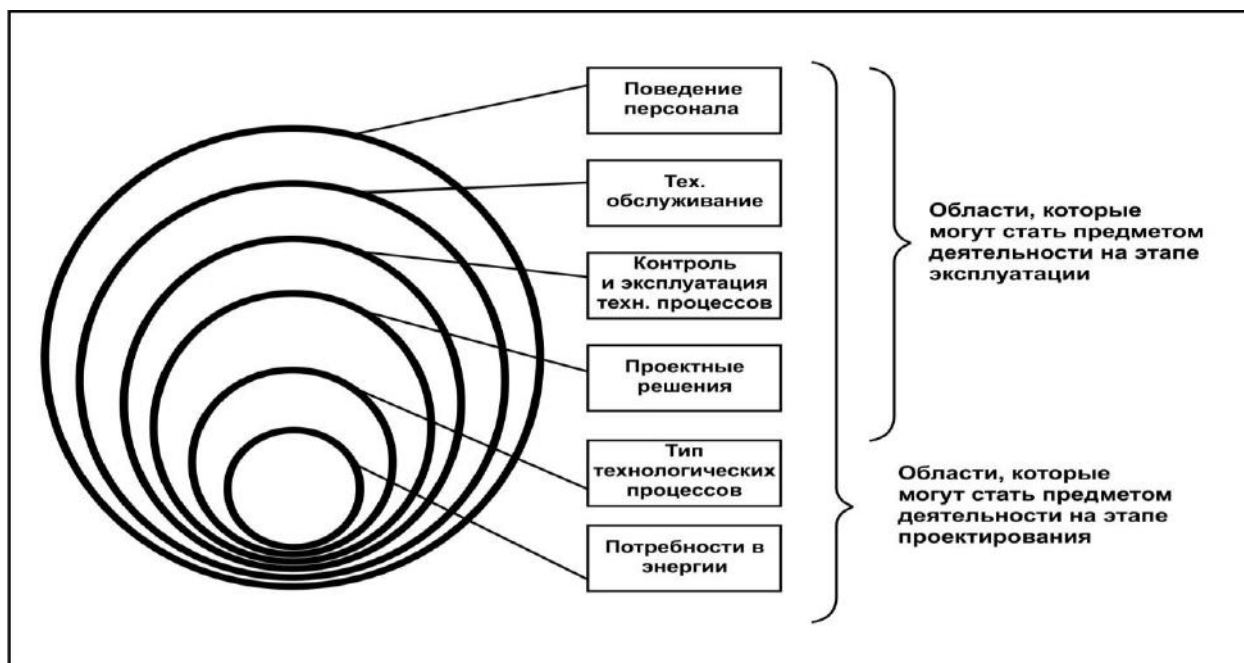 Поведение
персонала
Тех.
обслуживание
Контроль
и эксплуатация
техн. процессов
Проектные
решения
Тип
технологических
процессов
Потребности в
энергии
Области, которые
могут стать предметом
деятельности на этапе
эксплуатации
Области, которые
могут стать предметом
деятельности на этапе
проектирования